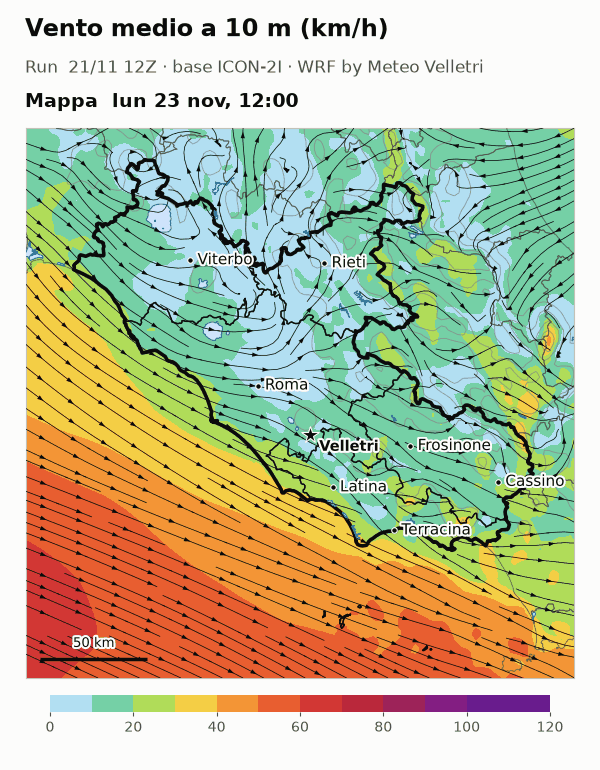 Vento medio a 10 m (km/h)
Run 21/11 12Z · base ICON-2I · WRF by Meteo Velletri
Mappa lun 23 nov, 12:00
Viterbo
Rieti
Roma
Velletri
Frosinone
Latina
Cassino
Terracina
50 km
0 20 40 60 80 100 120